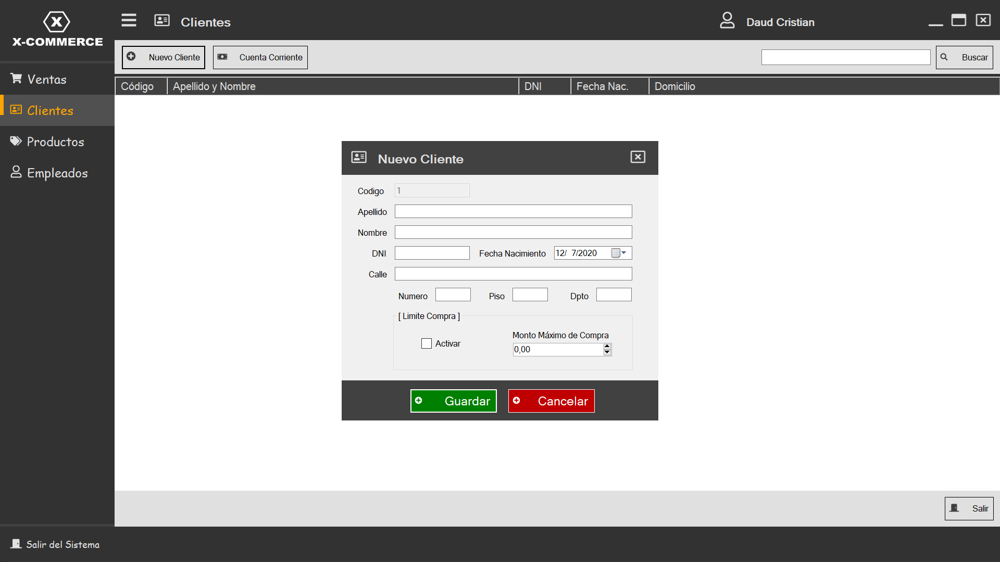 X
X-COMMERCE
Clientes
Daud Cristian
Nuevo Cliente
Cuenta Corriente
Buscar
Ventas
Clientes
Productos
Empleados
Código
Apellido y Nombre
DNI
Fecha Nac.
Domicilio
Nuevo Cliente
Codigo 1
Apellido
Nombre
DNI
Fecha Nacimiento 12/ 7/2020
Calle
Numero
Piso
Dpto
[ Limite Compra ]
Activar
Monto Máximo de Compra
0,00
Guardar
Cancelar
Salir
Salir del Sistema